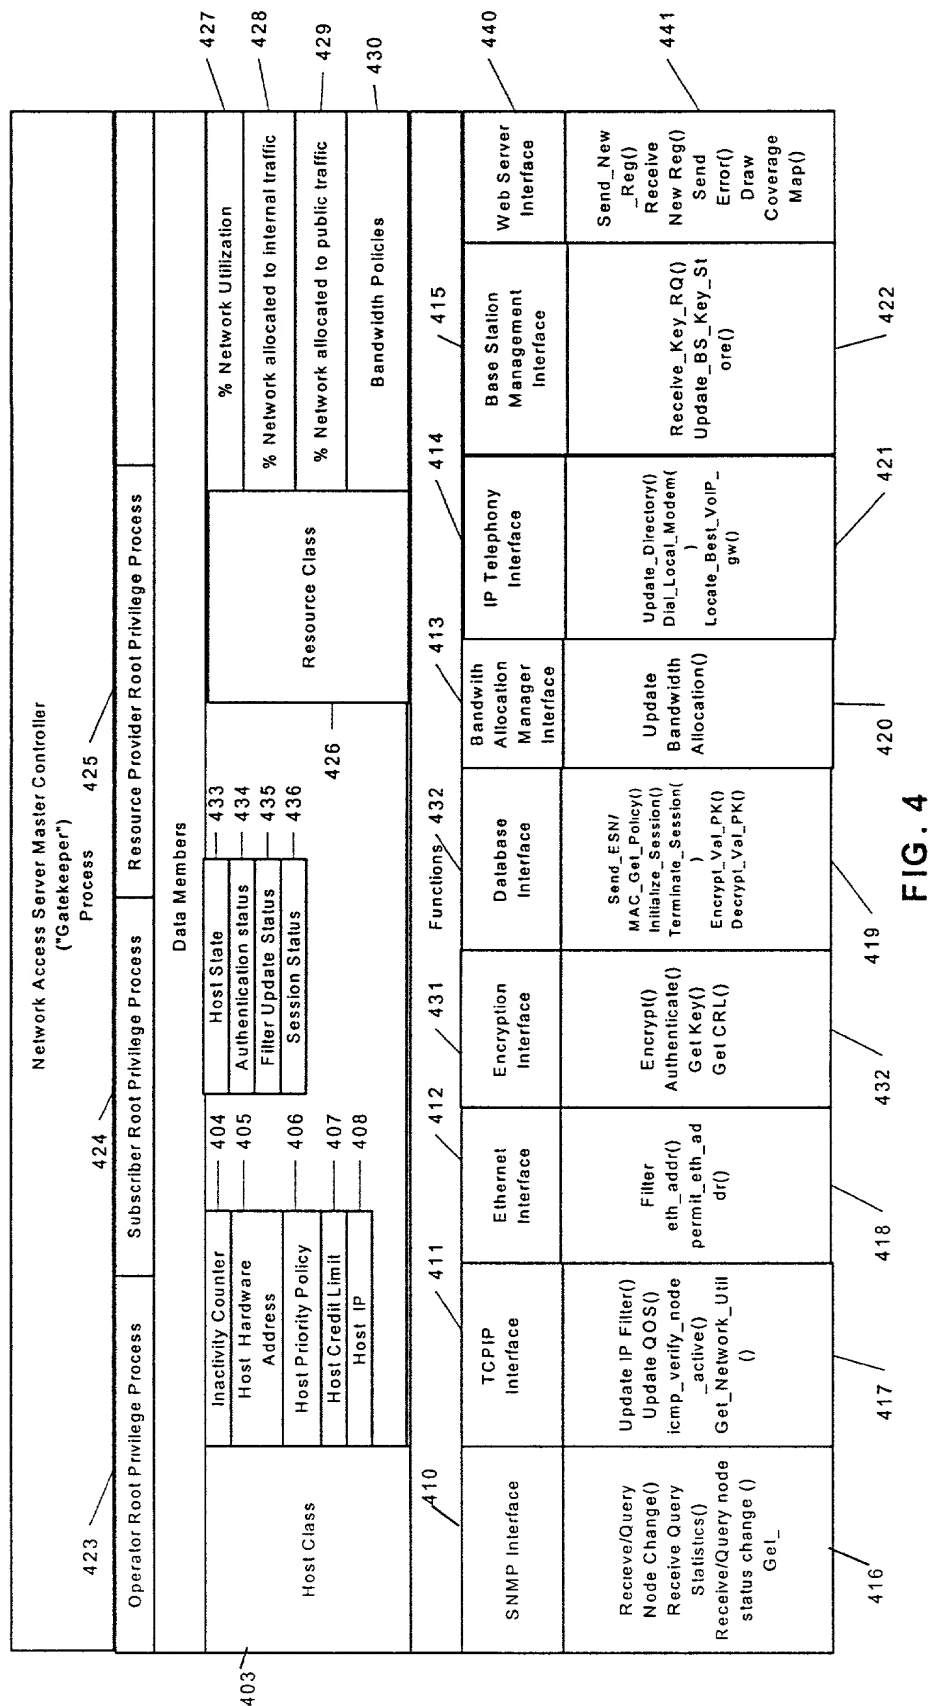 Network Access Server Master Controller
("Gatekeeper")
Process
423
424
425
Operator Root Privilege Process
Subscriber Root Privilege Process
Resource Provider Root Privilege Process
Data Members
403
Host Class
Inactivity Counter
404
Host Hardware
Address
405
Host Priority Policy
406
Host Credit Limit
407
Host IP
408
Host State
433
Authentication status
434
Filter Update Status
435
Session Status
436
Resource Class
426
% Network Utilization
427
% Network allocated to internal traffic
428
% Network allocated to public traffic
429
Bandwidth Policies
430
Functions
410
411
412
431
432
413
414
415
440
SNMP Interface
TCPIP
Interface
Ethernet
Interface
Encryption
Interface
Database
Interface
Bandwith
Allocation
Manager
Interface
IP Telephony
Interface
Base Station
Management
Interface
Web Server
Interface
Recieve/Query
Node Change()
Receive Query
Statistics()
Receive/Query node
status change ()
Get_
Update IP Filter()
Update QOS()
icmp_verify_node
_active()
Get_Network_Util
()
Filter
eth_addr()
permit_eth_ad
dr()
Encrypt()
Authenticate()
Get Key()
Get CRL()
Send_ESN/
MAC_Get_Policy()
Initialize_Session()
Terminate_Session(
)
Encrypt_Val_PK()
Decrypt_Val_PK()
Update
Bandwidth
Allocation()
Update_Directory()
Dial_Local_Modem(
)
Locate_Best_VoIP_
gw()
Receive_Key_RQ()
Update_BS_Key_St
ore()
Send_New
_Reg()
Receive
New Reg()
Send
Error()
Draw
Coverage
Map()
416
417
418
432
419
420
421
422
441
FIG. 4